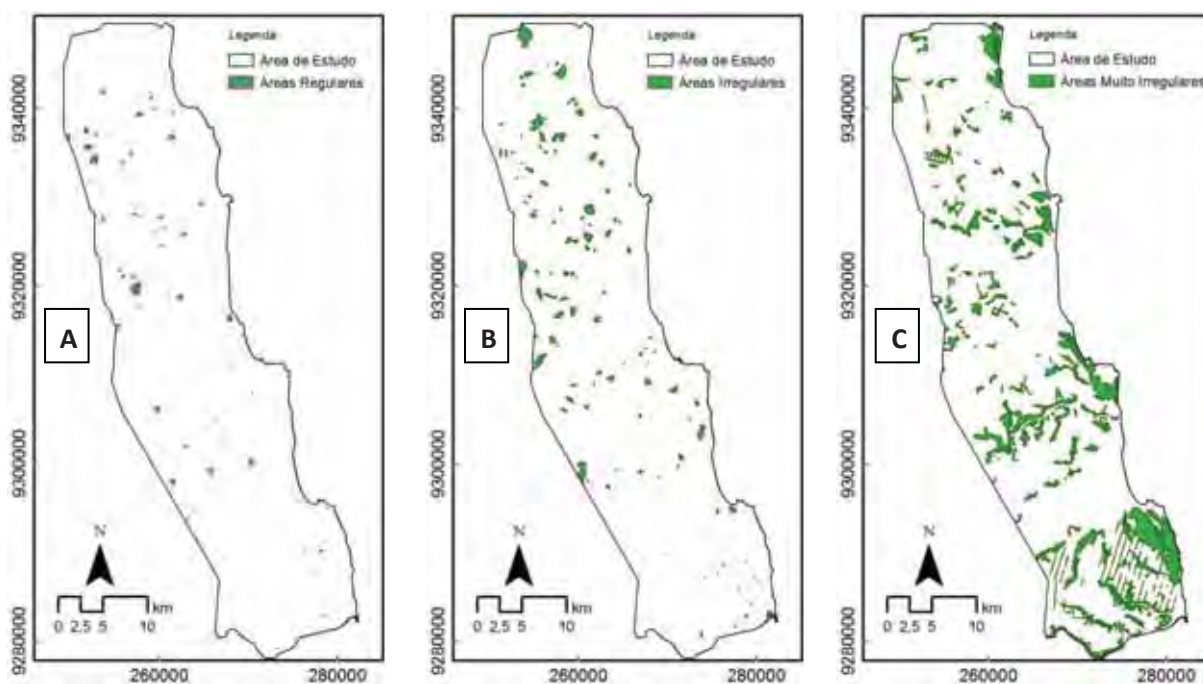 Legenda
Área de Estudo
Áreas Regulares
9340000
9320000
9300000
9280000
A
N
km
0 2.5 5 10
260000 280000
Legenda
Área de Estudo
Áreas Irregulares
9340000
9320000
9300000
9280000
B
N
km
0 2.5 5 10
260000 280000
Legenda
Área de Estudo
Áreas Muito Irregulares
9340000
9320000
9300000
9280000
C
N
km
0 2.5 5 10
260000 280000